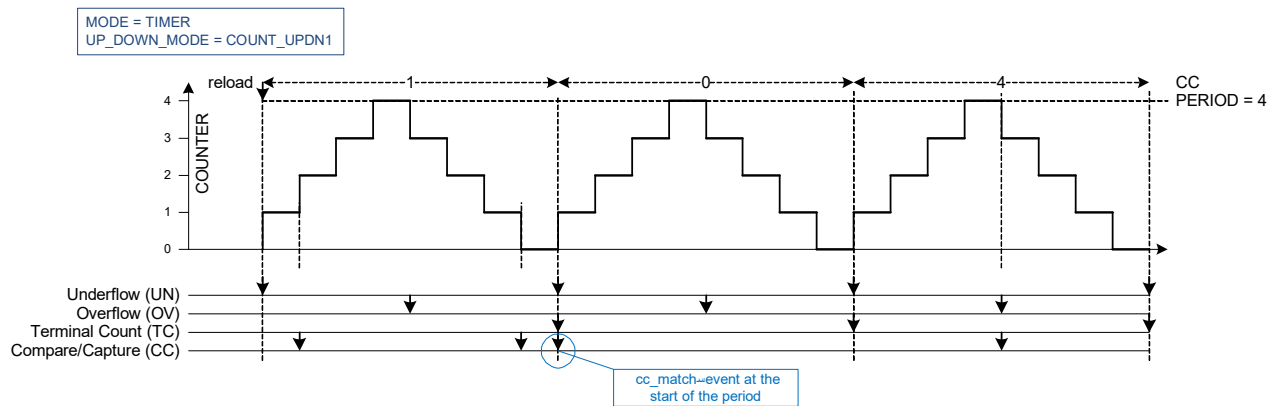 MODE = TIMER
UP_DOWN_MODE = COUNT_UPDN1
reload 1 0 4 CC
PERIOD = 4
COUNTER
4
3
2
1
0
Underflow (UN)
Overflow (OV)
Terminal Count (TC)
Compare/Capture (CC)
cc_match event at the
start of the period